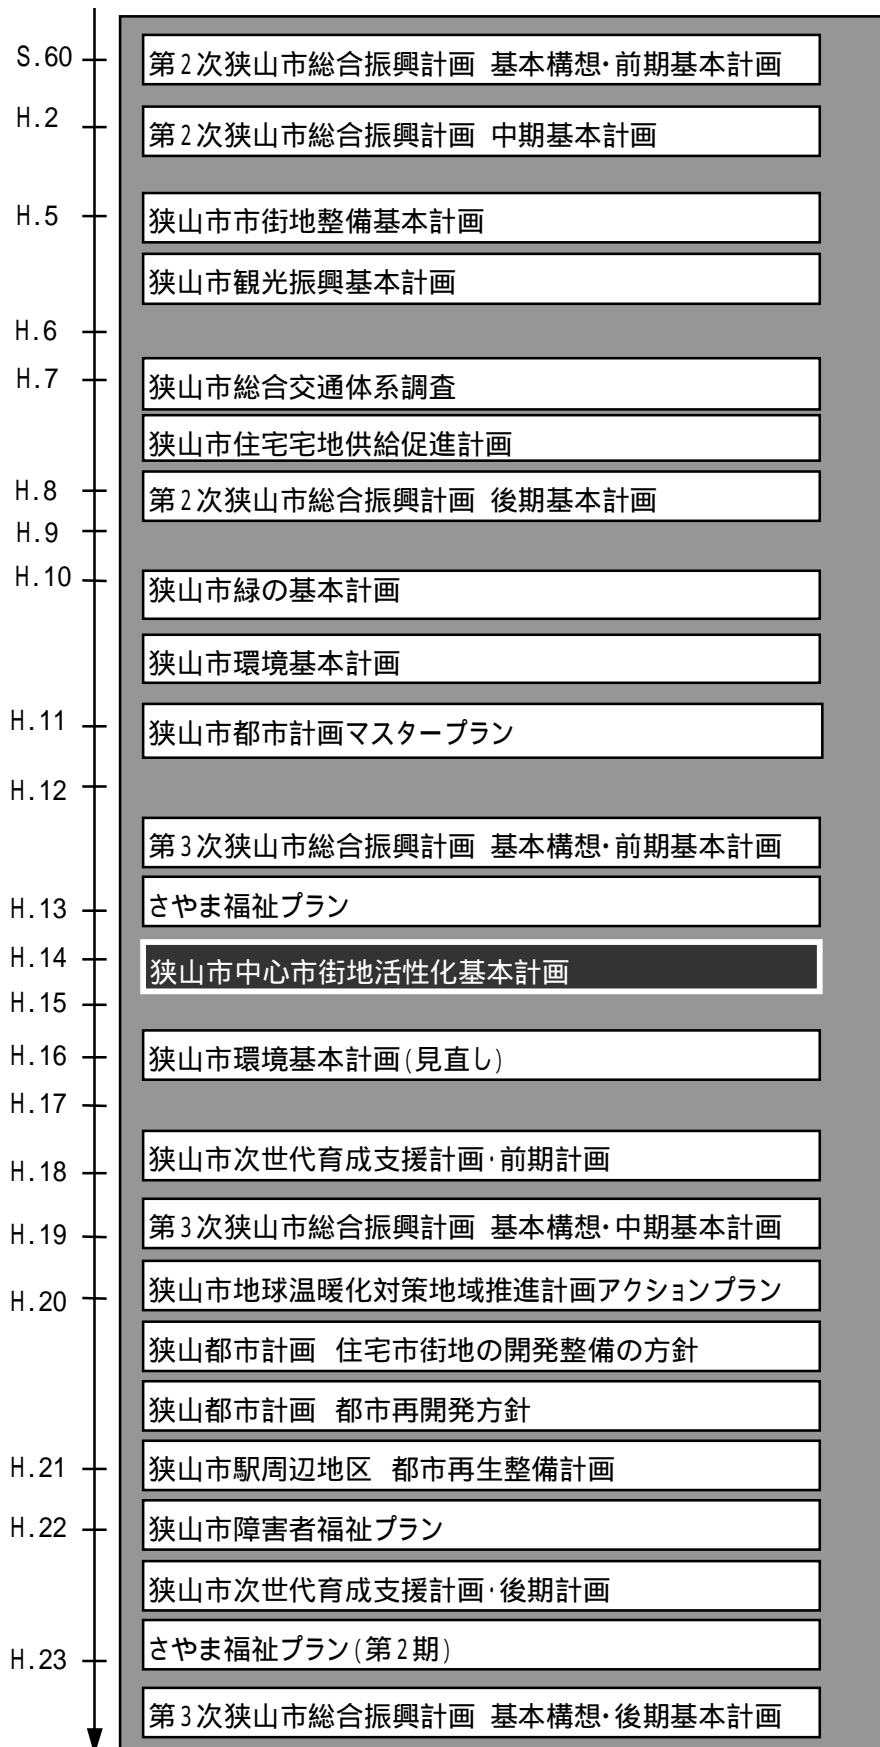 S.60
第2次狭山市総合振興計画 基本構想・前期基本計画
H.2
第2次狭山市総合振興計画 中期基本計画
H.5
狭山市市街地整備基本計画
狭山市観光振興基本計画
H.6
H.7
狭山市総合交通体系調査
狭山市住宅宅地供給促進計画
H.8
第2次狭山市総合振興計画 後期基本計画
H.9
H.10
狭山市緑の基本計画
狭山市環境基本計画
H.11
狭山市都市計画マスタープラン
H.12
第3次狭山市総合振興計画 基本構想・前期基本計画
H.13
さやま福祉プラン
H.14
狭山市中心市街地活性化基本計画
H.15
H.16
狭山市環境基本計画(見直し)
H.17
狭山市次世代育成支援計画・前期計画
H.18
第3次狭山市総合振興計画 基本構想・中期基本計画
H.19
狭山市地球温暖化対策地域推進計画アクションプラン
H.20
狭山都市計画 住宅市街地の開発整備の方針
狭山都市計画 都市再開発方針
H.21
狭山市駅周辺地区 都市再生整備計画
H.22
狭山市障害者福祉プラン
狭山市次世代育成支援計画・後期計画
H.23
さやま福祉プラン(第2期)
第3次狭山市総合振興計画 基本構想・後期基本計画